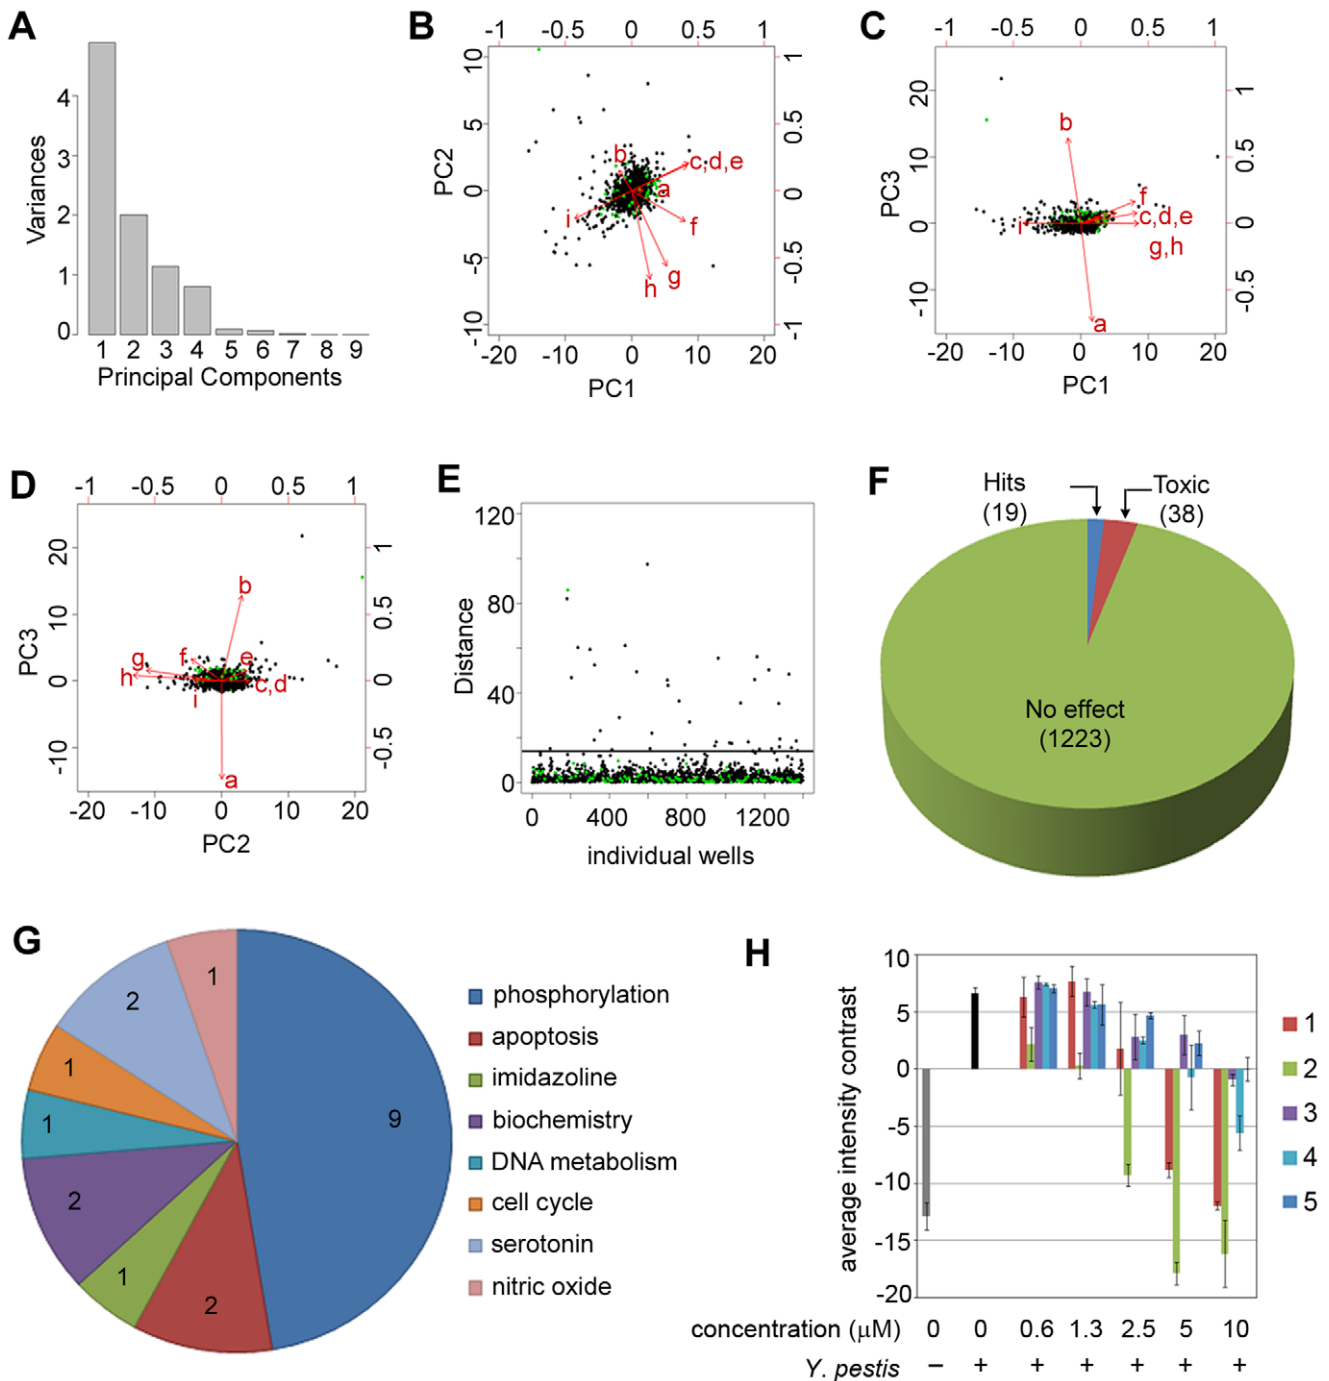 A
Variances
4
3
2
1
0
1 2 3 4 5 6 7 8 9
Principal Components
B
-1 -0.5 0 0.5 1
PC2
10
5
0
-5
-10
1
0.5
0
-0.5
-1
b
c,d,e
a
i
f
g
h
-20 -10 0 10 20
PC1
C
-1 -0.5 0 0.5 1
PC3
20
10
0
-10
1
0.5
0
-0.5
b
f
c,d,e
i
g,h
a
-20 -10 0 10 20
PC1
D
-1 -0.5 0 0.5 1
PC3
20
10
0
-10
1
0.5
0
-0.5
b
g
f
e
h
c,d
i
a
-20 -10 0 10 20
PC2
E
Distance
120
80
40
0
0 400 800 1200
individual wells
F
Hits
(19)
Toxic
(38)
No effect
(1223)
G
1
2
1
1
2
1
2
9
phosphorylation
apoptosis
imidazoline
biochemistry
DNA metabolism
cell cycle
serotonin
nitric oxide
H
average intensity contrast
10
5
0
-5
-10
-15
-20
1
2
3
4
5
concentration (μM) 0 0 0.6 1.3 2.5 5 10
Y. pestis – + + + + + +